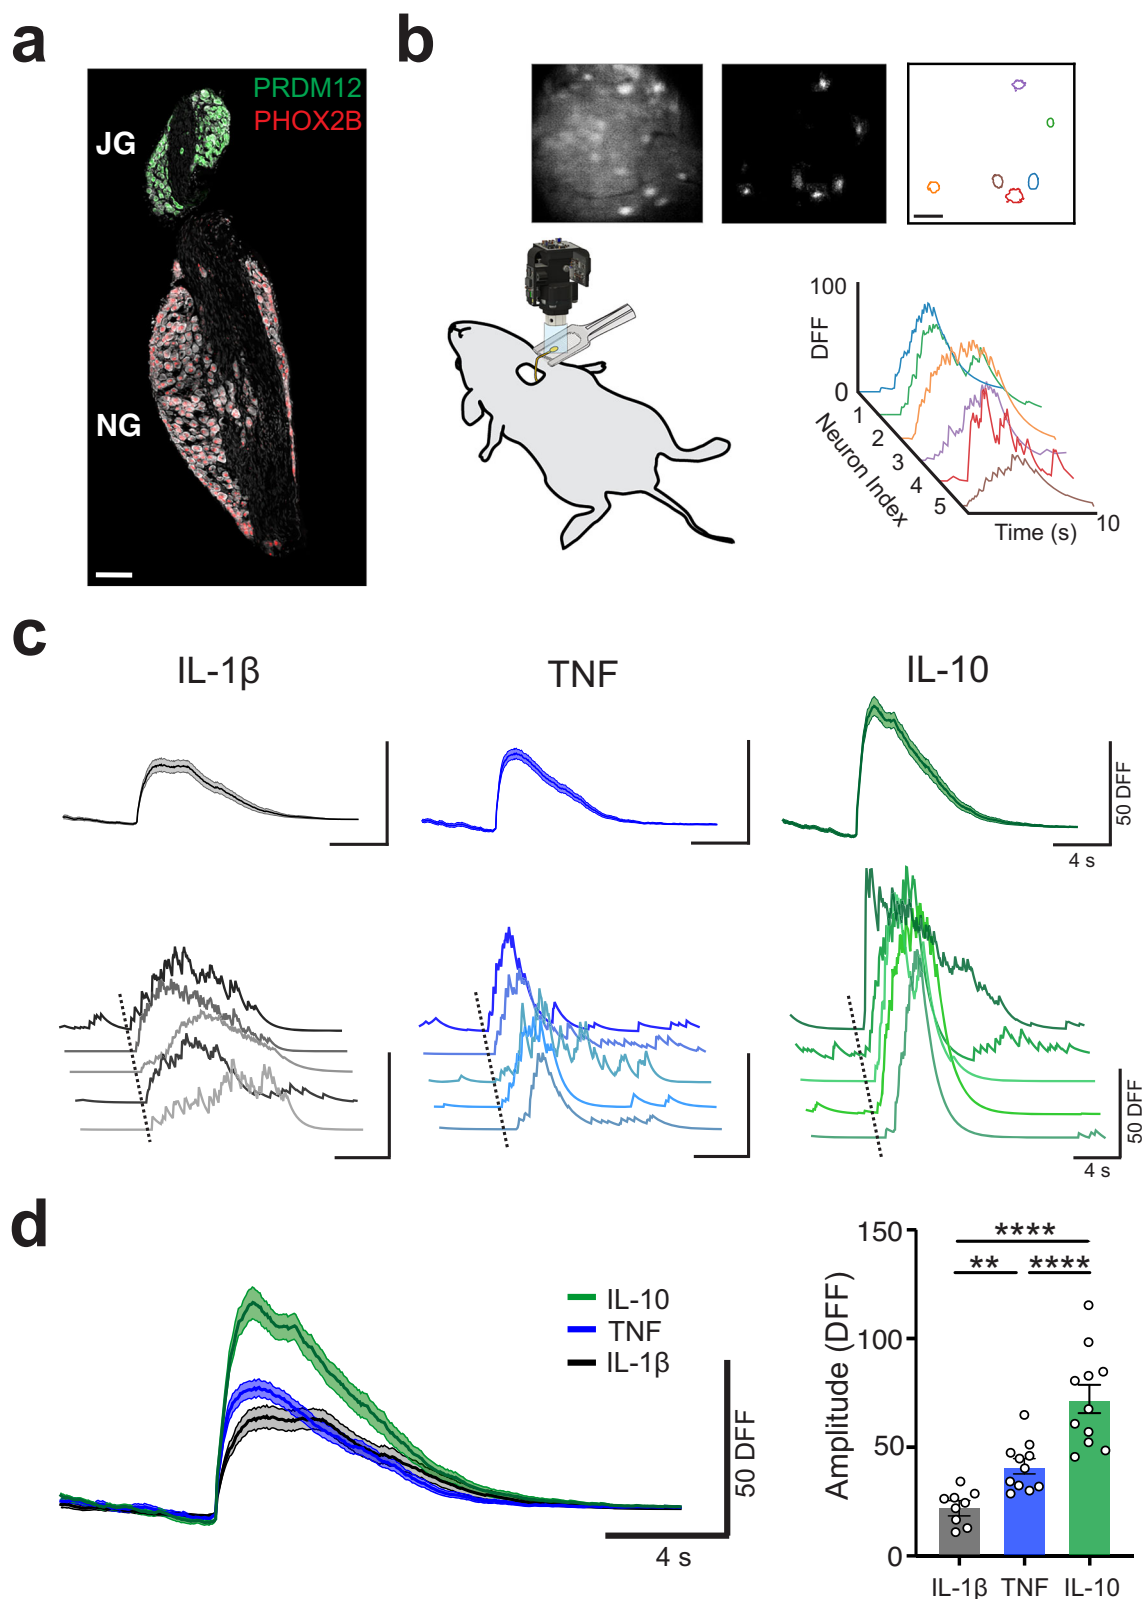 a
PRDM12
PHOX2B
JG
NG
b
100
DFF
0
1
2
3
4
5
Neuron Index
Time (s)
10
c
IL-1β
TNF
IL-10
50 DFF
4 s
50 DFF
4 s
d
IL-10
TNF
IL-1β
50 DFF
4 s
150
100
50
0
Amplitude (DFF)
****
**
****
IL-1β
TNF
IL-10